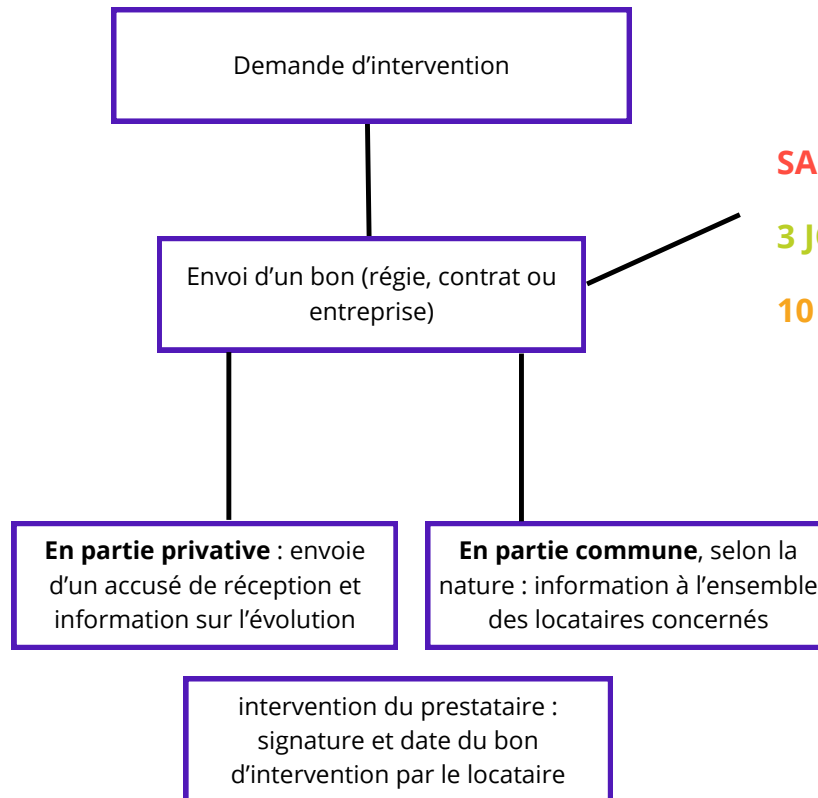 Demande d'intervention
SA
3 J
10
Envoi d'un bon (régie, contrat ou
entreprise)
En partie privative : envoie
d'un accusé de réception et
information sur l'évolution
En partie commune, selon la
nature : information à l'ensemble
des locataires concernés
intervention du prestataire :
signature et date du bon
d'intervention par le locataire